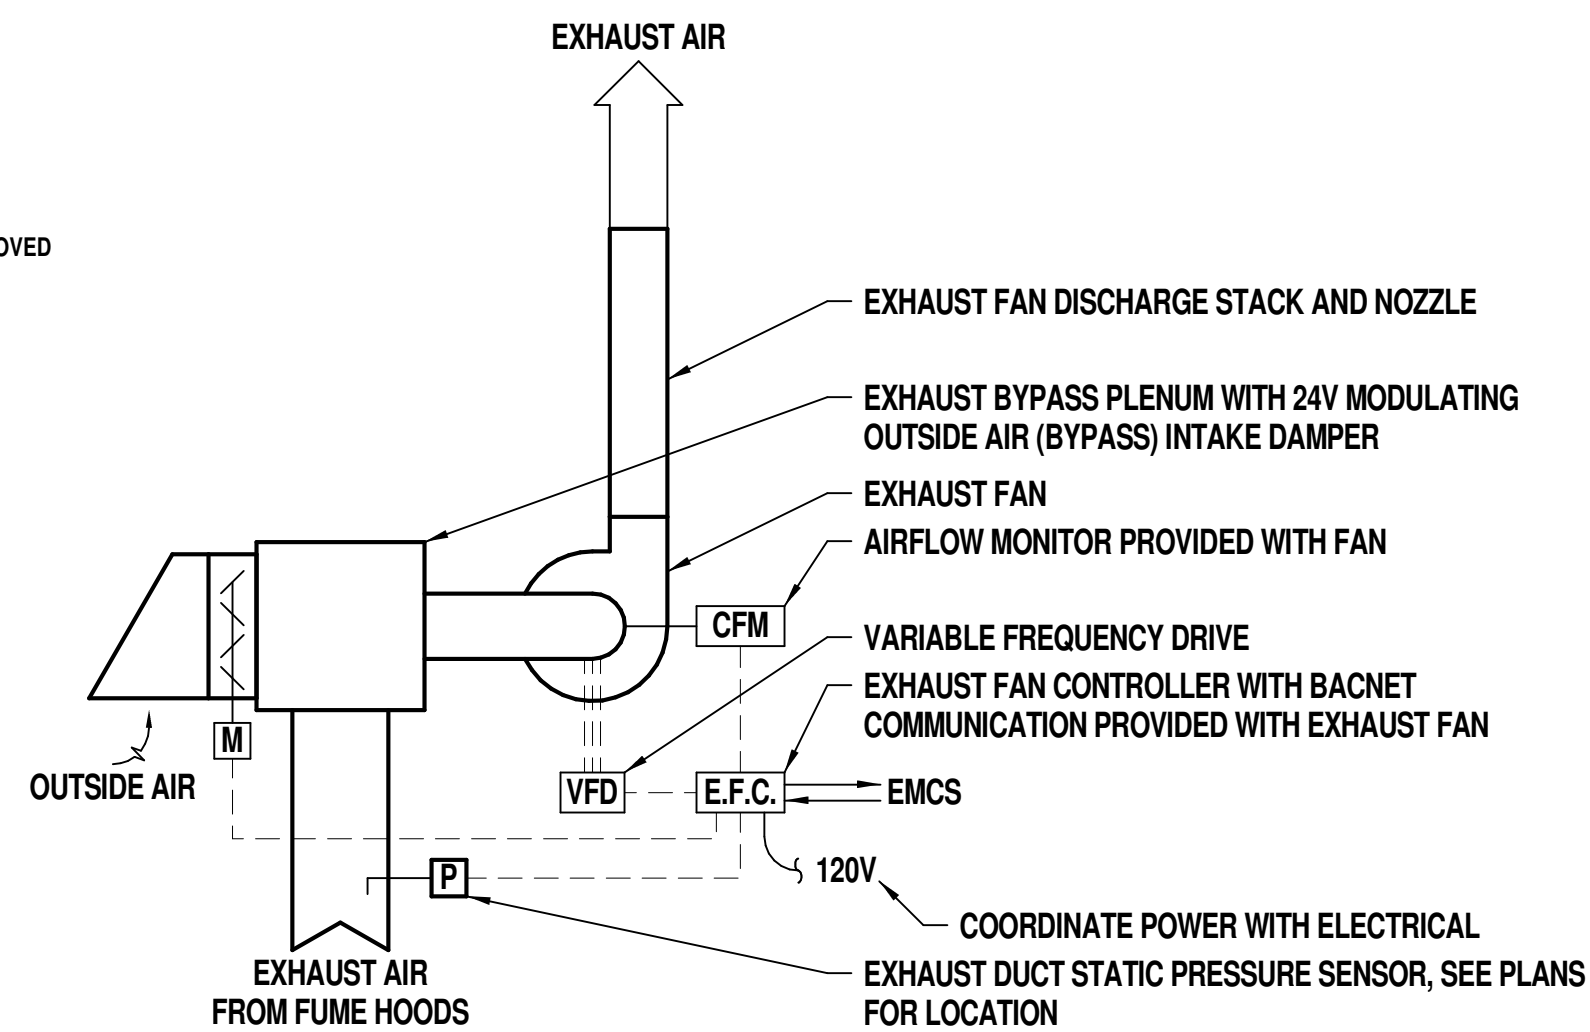 EXHAUST AIR
EXHAUST FAN DISCHARGE STACK AND NOZZLE
EXHAUST BYPASS PLENUM WITH 24V MODULATING
OUTSIDE AIR (BYPASS) INTAKE DAMPER
EXHAUST FAN
AIRFLOW MONITOR PROVIDED WITH FAN
CFM
VARIABLE FREQUENCY DRIVE
EXHAUST FAN CONTROLLER WITH BACNET
COMMUNICATION PROVIDED WITH EXHAUST FAN
M
OUTSIDE AIR
VFD
E.F.C.
EMCS
120V
P
COORDINATE POWER WITH ELECTRICAL
EXHAUST AIR
FROM FUME HOODS
EXHAUST DUCT STATIC PRESSURE SENSOR, SEE PLANS
FOR LOCATION